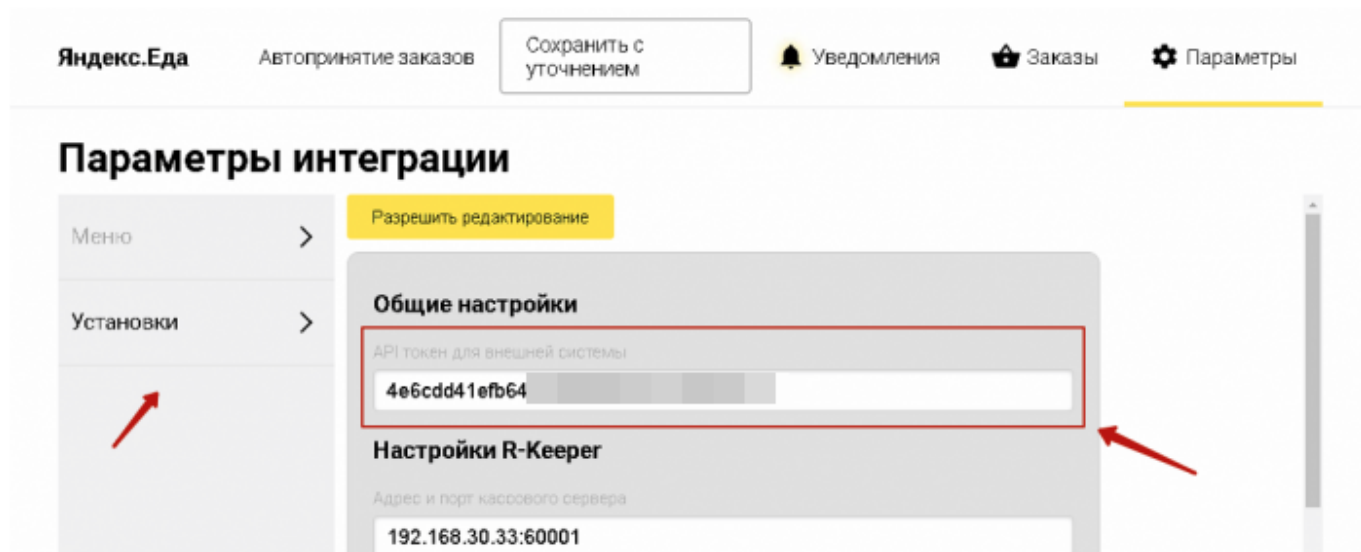 Яндекс.Еда
Автопринятие заказов
Сохранить с
уточнением
Уведомления
Заказы
Параметры
Параметры интеграции
Меню
Установки
Разрешить редактирование
Общие настройки
API токен для внешней системы
4e6cdd41efb64
Настройки R-Keeper
Адрес и порт кассового сервера
192.168.30.33:60001